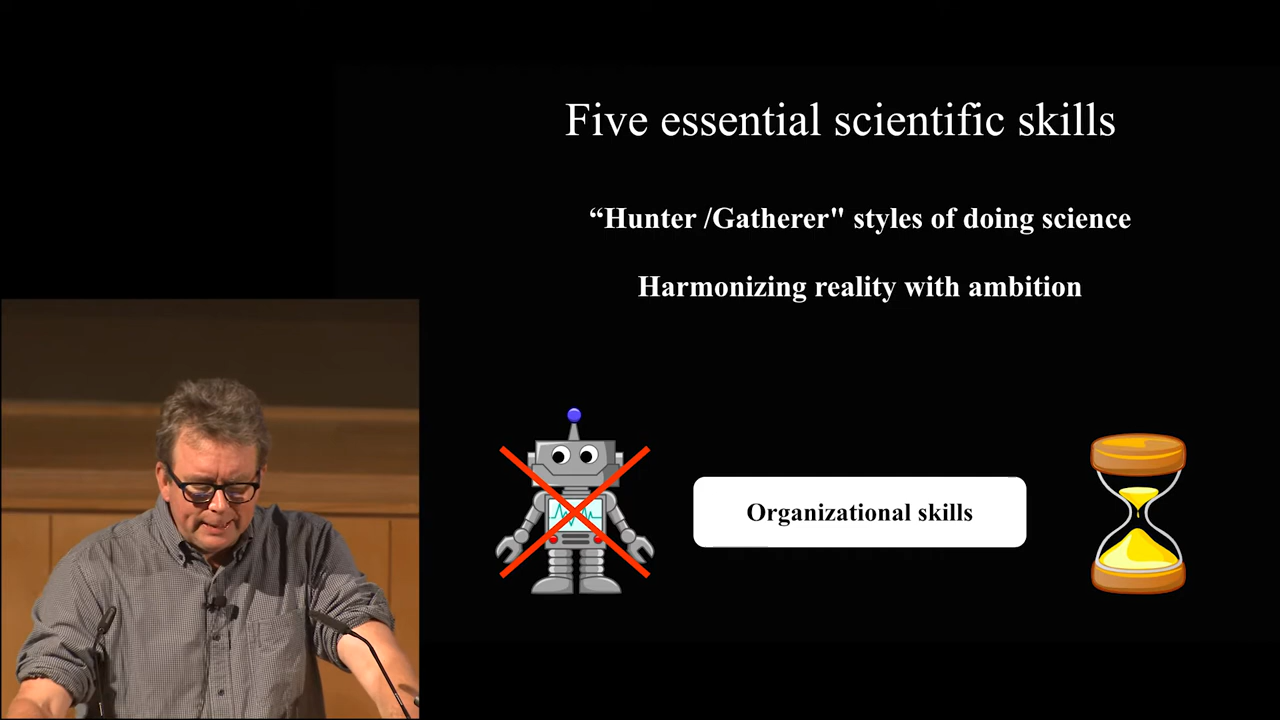 Five essential scientific skills
“Hunter /Gatherer" styles of doing science
Harmonizing reality with ambition
Organizational skills